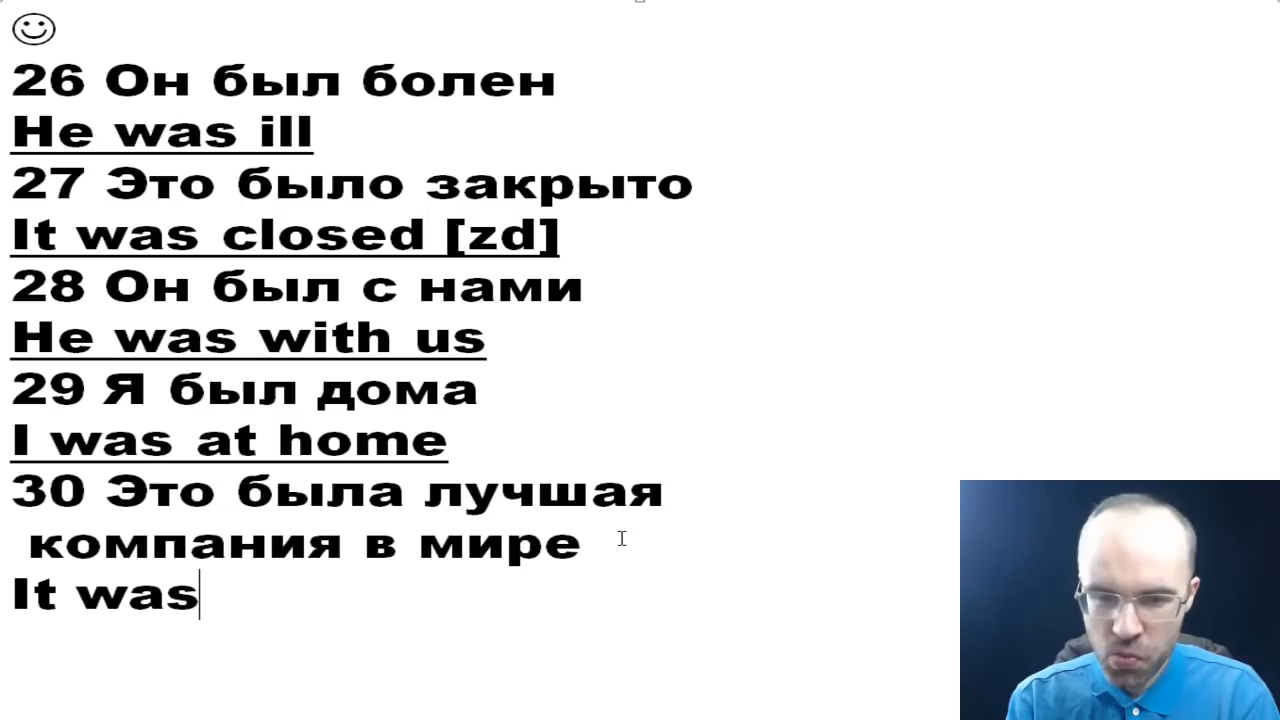 26 Он был болен
He was ill
27 Это было закрыто
It was closed [zd]
28 Он был с нами
He was with us
29 Я был дома
I was at home
30 Это была лучшая
компания в мире
It was